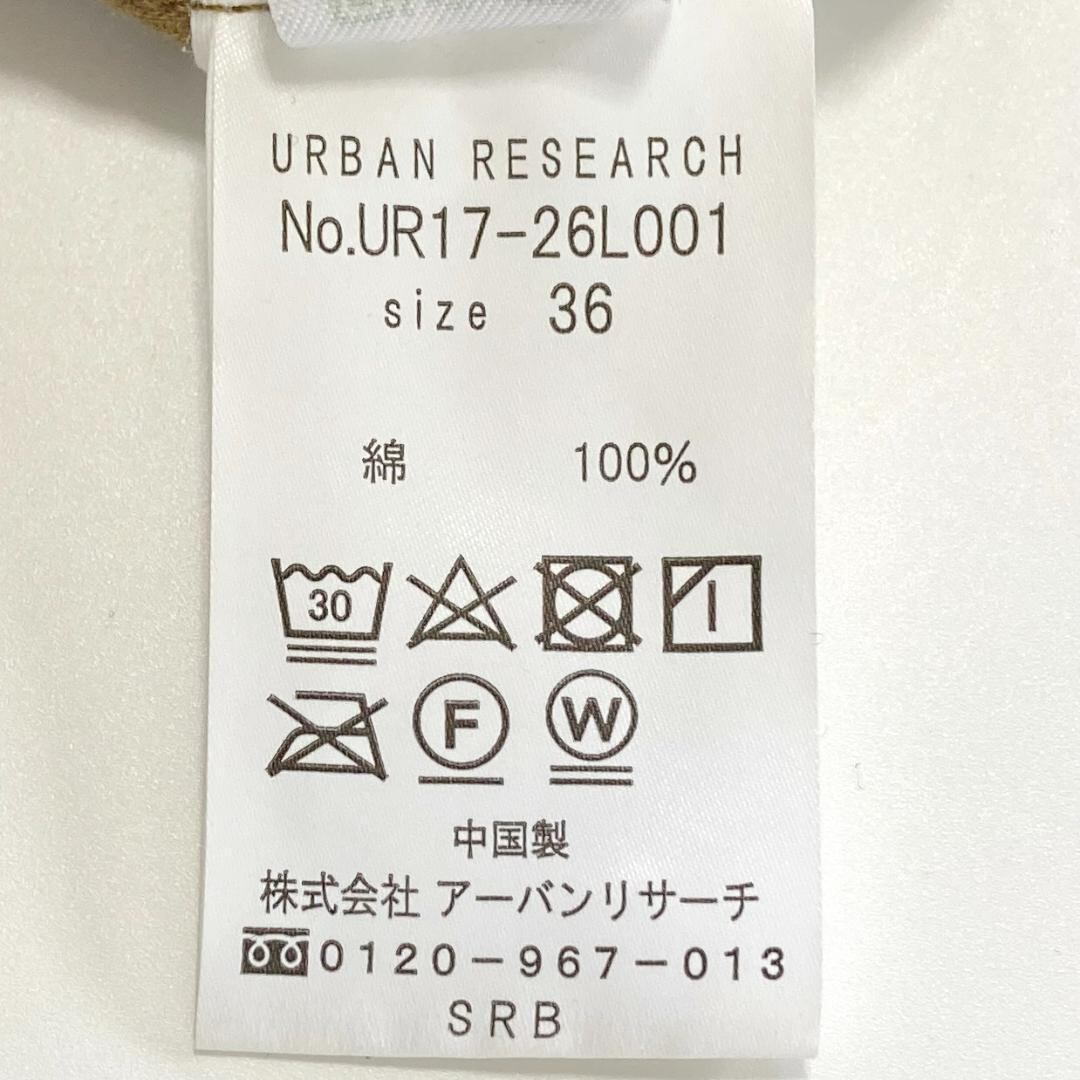 URBAN RESEARCH
No.UR17-26L001
size 36
綿 100%
30
F W
中国製
株式会社 アーバンリサーチ
0120-967-013
SRB